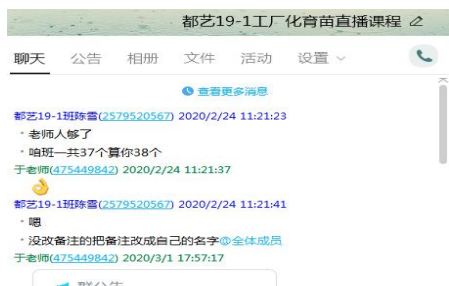 都艺19-1工厂化育苗直播课程
聊天 公告 相册 文件 活动 设置
查看更多消息
都艺19-1班陈雪(2579520567) 2020/2/24 11:21:23
老师人够了
咱班一共37个算你38个
于老师(475449842) 2020/2/24 11:21:37
都艺19-1班陈雪(2579520567) 2020/2/24 11:21:41
嗯
没改备注的把备注改成自己的名字@全体成员
于老师(475449842) 2020/3/1 17:57:17
群公告